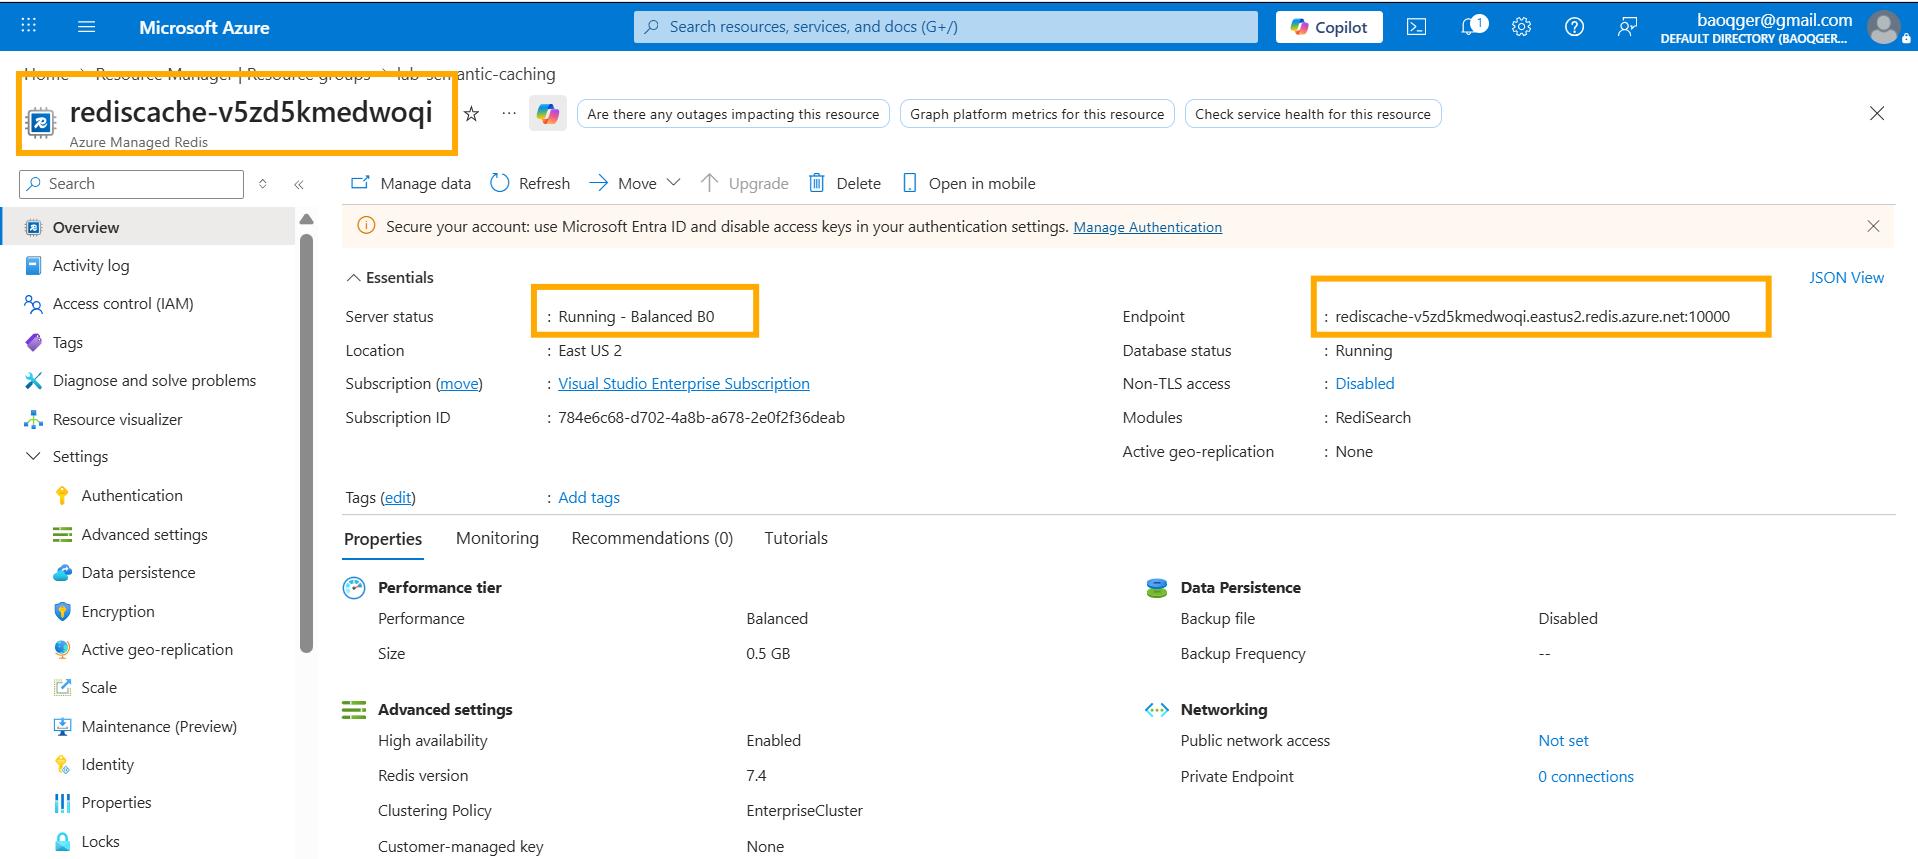 Microsoft Azure
Search resources, services, and docs (G+/)
Copilot
1
baoqger@gmail.com
DEFAULT DIRECTORY (BAOQGER...
Home > Resource Manager | Resource groups > lab-semantic-caching
rediscache-v5zd5kmedwoqi
Azure Managed Redis
Are there any outages impacting this resource
Graph platform metrics for this resource
Check service health for this resource
Search
Manage data
Refresh
Move
Upgrade
Delete
Open in mobile
Overview
Activity log
Access control (IAM)
Tags
Diagnose and solve problems
Resource visualizer
Settings
Authentication
Advanced settings
Data persistence
Encryption
Active geo-replication
Scale
Maintenance (Preview)
Identity
Properties
Locks
Secure your account: use Microsoft Entra ID and disable access keys in your authentication settings. Manage Authentication
Essentials
JSON View
Server status : Running - Balanced B0
Location : East US 2
Subscription (move) : Visual Studio Enterprise Subscription
Subscription ID : 784e6c68-d702-4a8b-a678-2e0f2f36deab
Endpoint : rediscache-v5zd5kmedwoqi.eastus2.redis.azure.net:10000
Database status : Running
Non-TLS access : Disabled
Modules : RediSearch
Active geo-replication : None
Tags (edit) : Add tags
Properties
Monitoring
Recommendations (0)
Tutorials
Performance tier
Performance Balanced
Size 0.5 GB
Advanced settings
High availability Enabled
Redis version 7.4
Clustering Policy EnterpriseCluster
Customer-managed key None
Data Persistence
Backup file Disabled
Backup Frequency --
Networking
Public network access Not set
Private Endpoint 0 connections